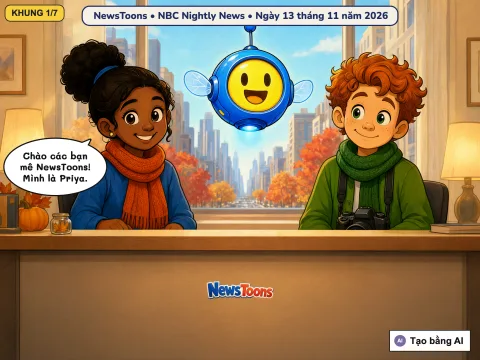 KHUNG 1/7
NewsToons • NBC Nightly News • Ngày 13 tháng 11 năm 2026
Chào các bạn
mê NewsToons!
Mình là Priya.
NewsToons
AI Tạo bằng AI